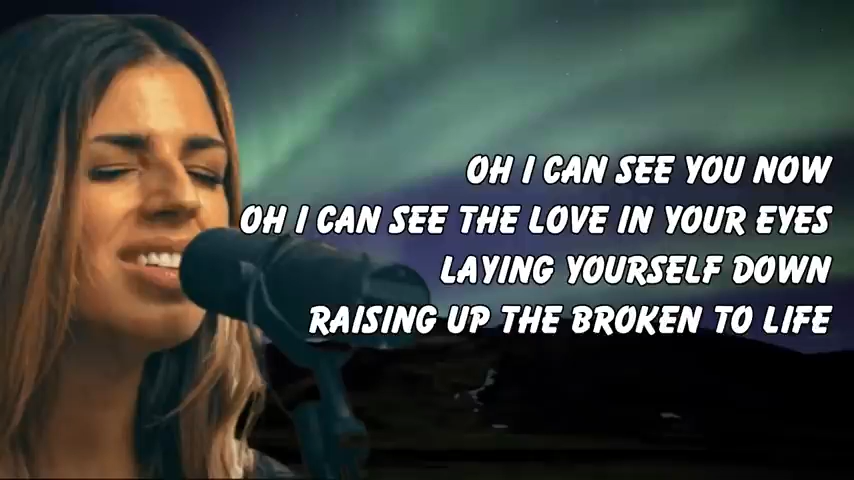 OH I CAN SEE YOU NOW
OH I CAN SEE THE LOVE IN YOUR EYES
LAYING YOURSELF DOWN
RAISING UP THE BROKEN TO LIFE